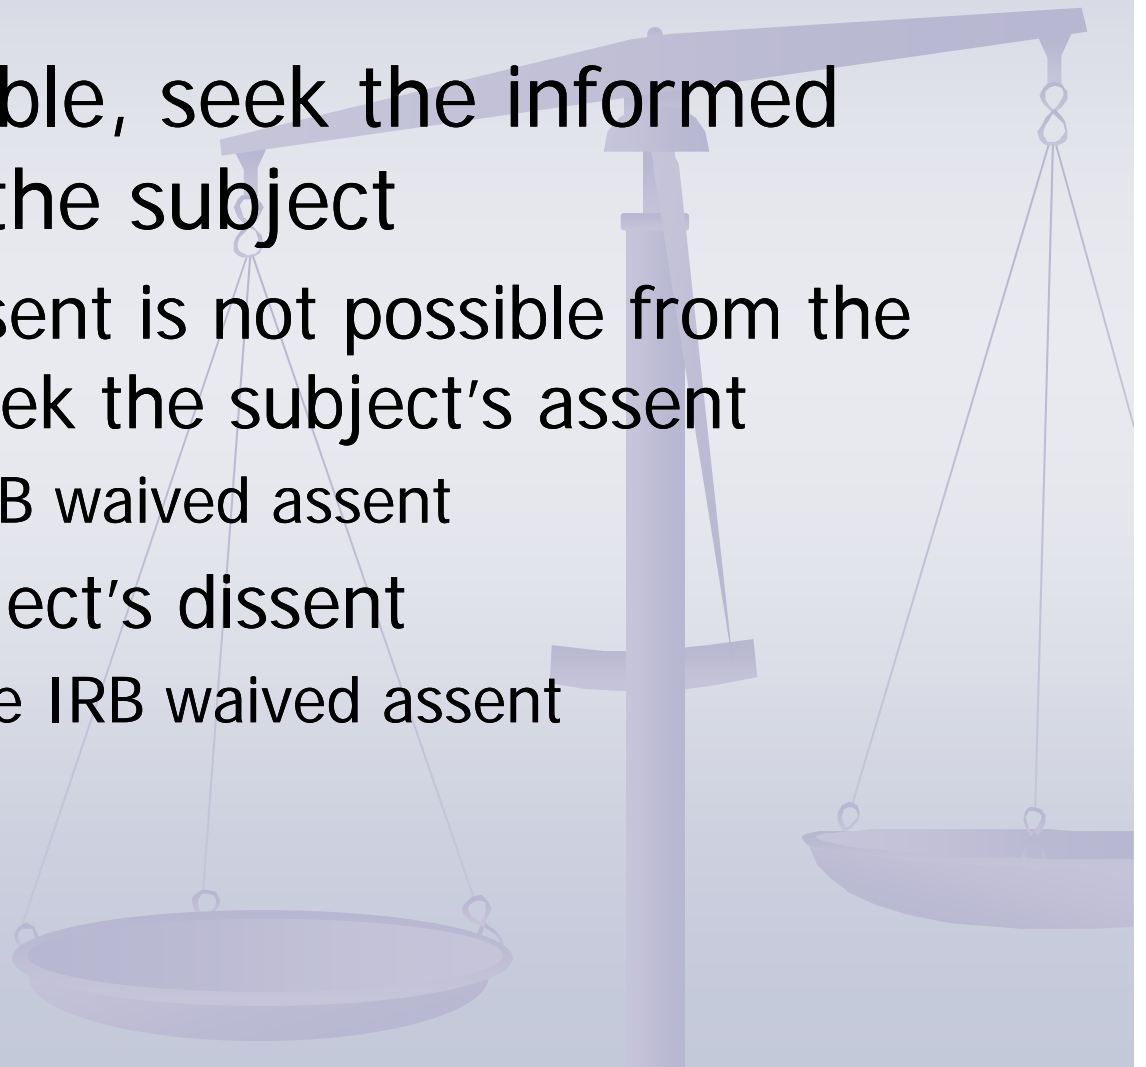 ble, seek the informed
the subject
sent is not possible from the
ek the subject's assent
B waived assent
ect's dissent
e IRB waived assent